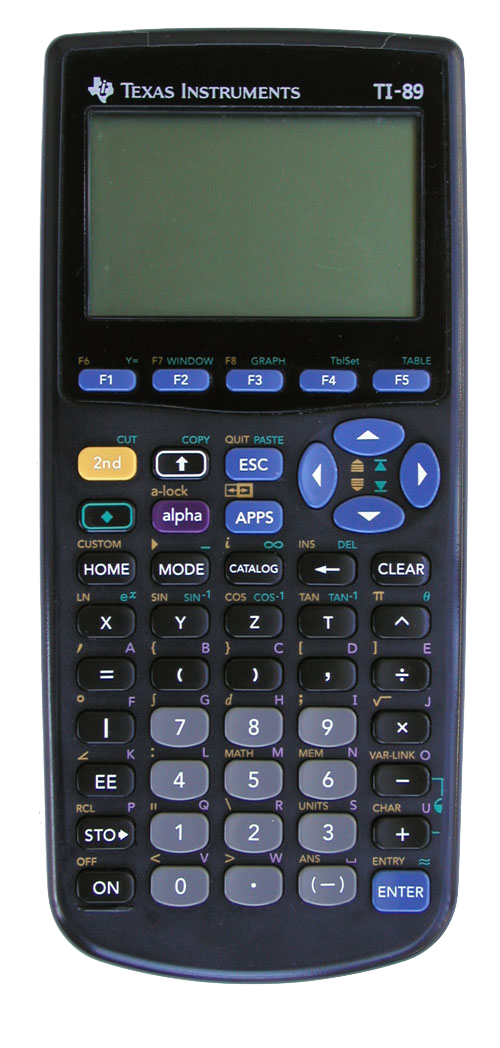 TEXAS INSTRUMENTS TI-89
F6 Y= F7 WINDOW F8 GRAPH TblSet TABLE
F1 F2 F3 F4 F5
CUT COPY QUIT PASTE
2nd ESC
a-lock
alpha APPS
CUSTOM i ∞ INS DEL
HOME MODE CATALOG ← CLEAR
LN eˣ SIN SIN⁻¹ COS COS⁻¹ TAN TAN⁻¹ π θ
X Y Z T ^
′ A { B } C [ D ] E
= ( ) , ÷
° F ∫ G d H ; I √ J
| 7 8 9 ×
∠ K : L MATH M MEM N VAR-LINK O
EE 4 5 6 −
RCL P " Q \ R UNITS S CHAR U
STO► 1 2 3 +
OFF < V > W ANS ⎵ ENTRY ≈
ON 0 . (−) ENTER